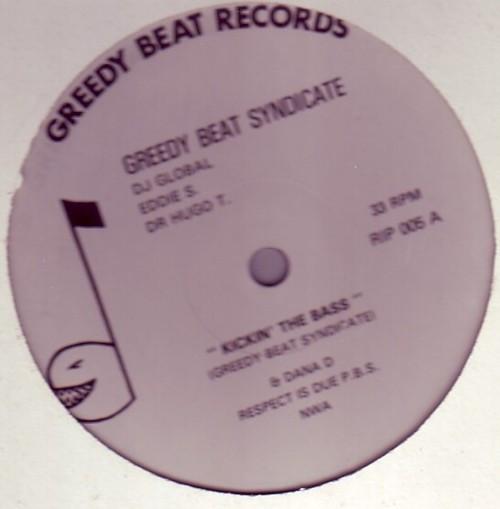 GREEDY BEAT RECORDS
GREEDY BEAT SYNDICATE
DJ GLOBAL
EDDIE S.
DR HUGO T.
33 RPM
RIP 005 A
" KICKIN' THE BASS "
(GREEDY BEAT SYNDICATE)
& DANA D
RESPECT IS DUE P.B.S.
NWA